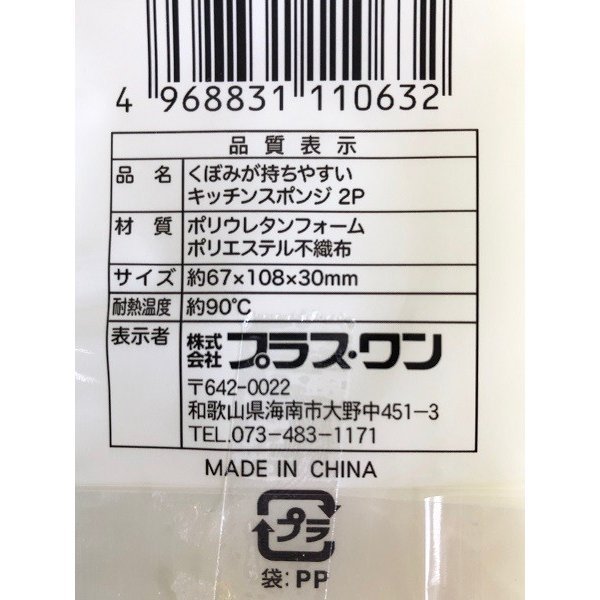 4 968831 110632
品質表示
品名 くぼみが持ちやすい
キッチンスポンジ 2P
材質 ポリウレタンフォーム
ポリエステル不織布
サイズ 約67×108×30mm
耐熱温度 約90℃
表示者 株式会社 プラス・ワン
〒642-0022
和歌山県海南市大野中451-3
TEL.073-483-1171
MADE IN CHINA
プラ
袋:PP